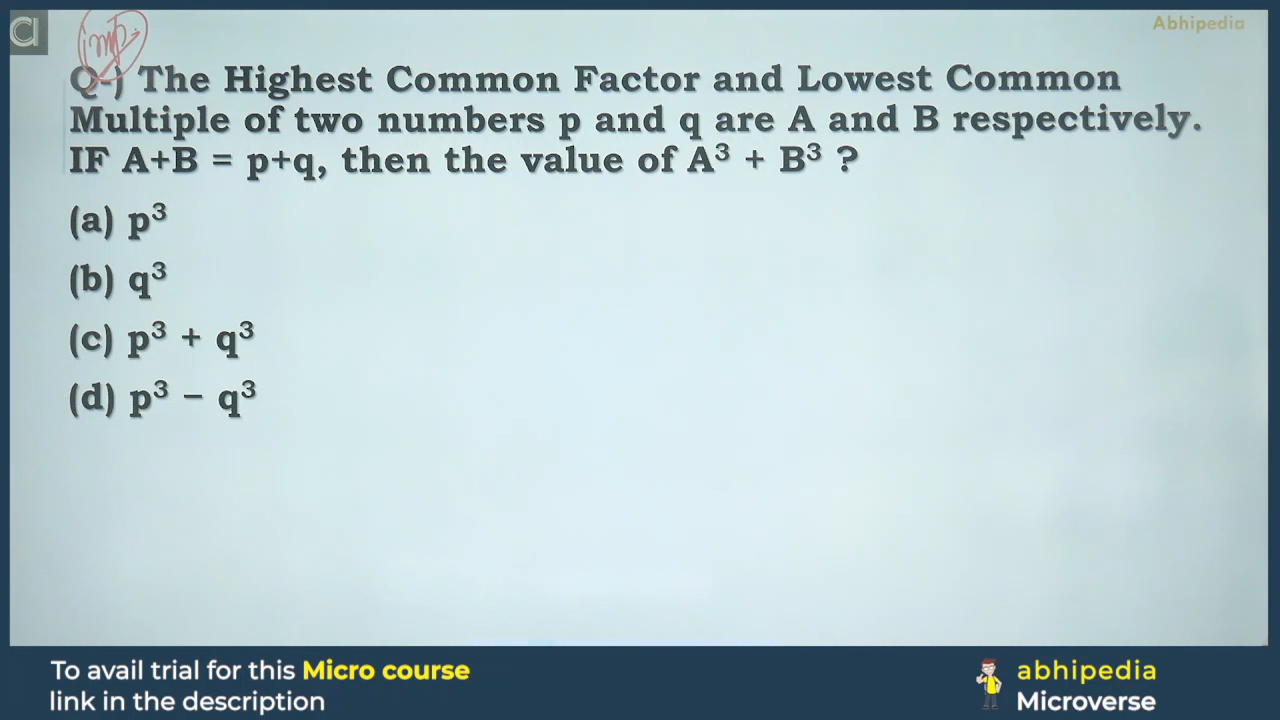 Abhipedia
imp.
Q-) The Highest Common Factor and Lowest Common
Multiple of two numbers p and q are A and B respectively.
IF A+B = p+q, then the value of A³ + B³ ?
(a) p³
(b) q³
(c) p³ + q³
(d) p³ − q³
To avail trial for this Micro course
link in the description
abhipedia
Microverse